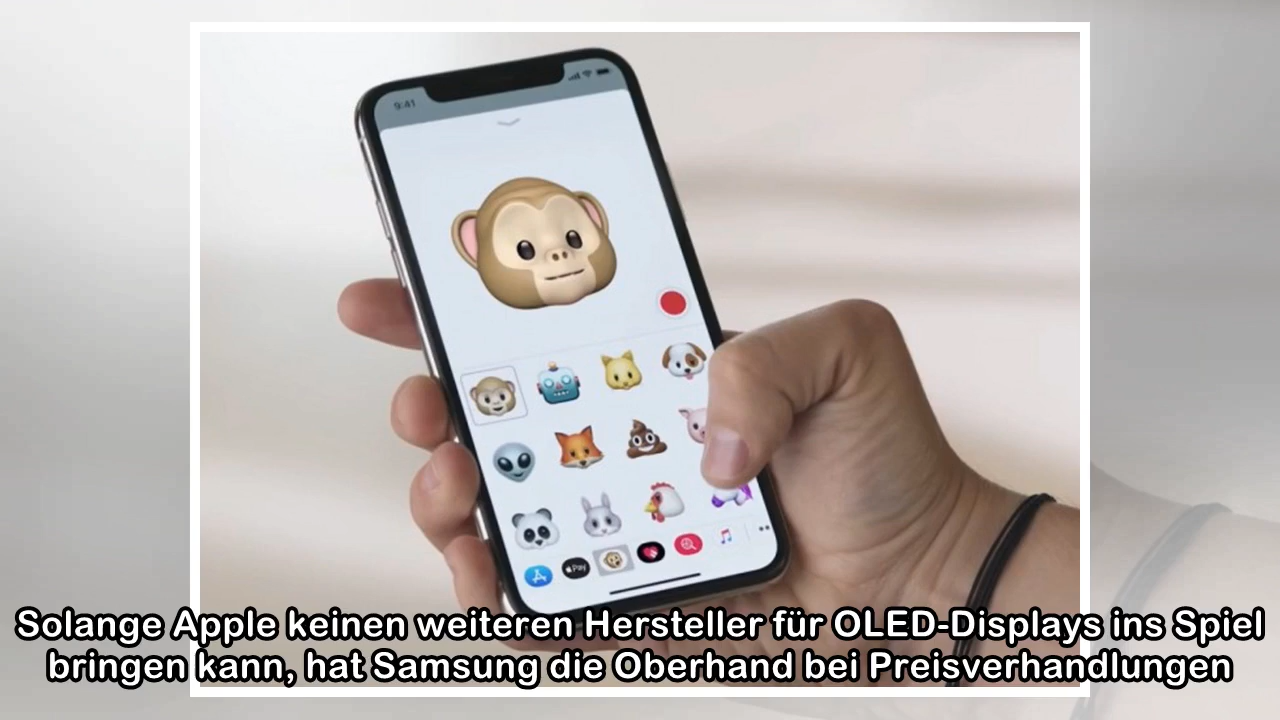 9:41
Pay
Solange Apple keinen weiteren Hersteller für OLED-Displays ins Spiel
bringen kann, hat Samsung die Oberhand bei Preisverhandlungen